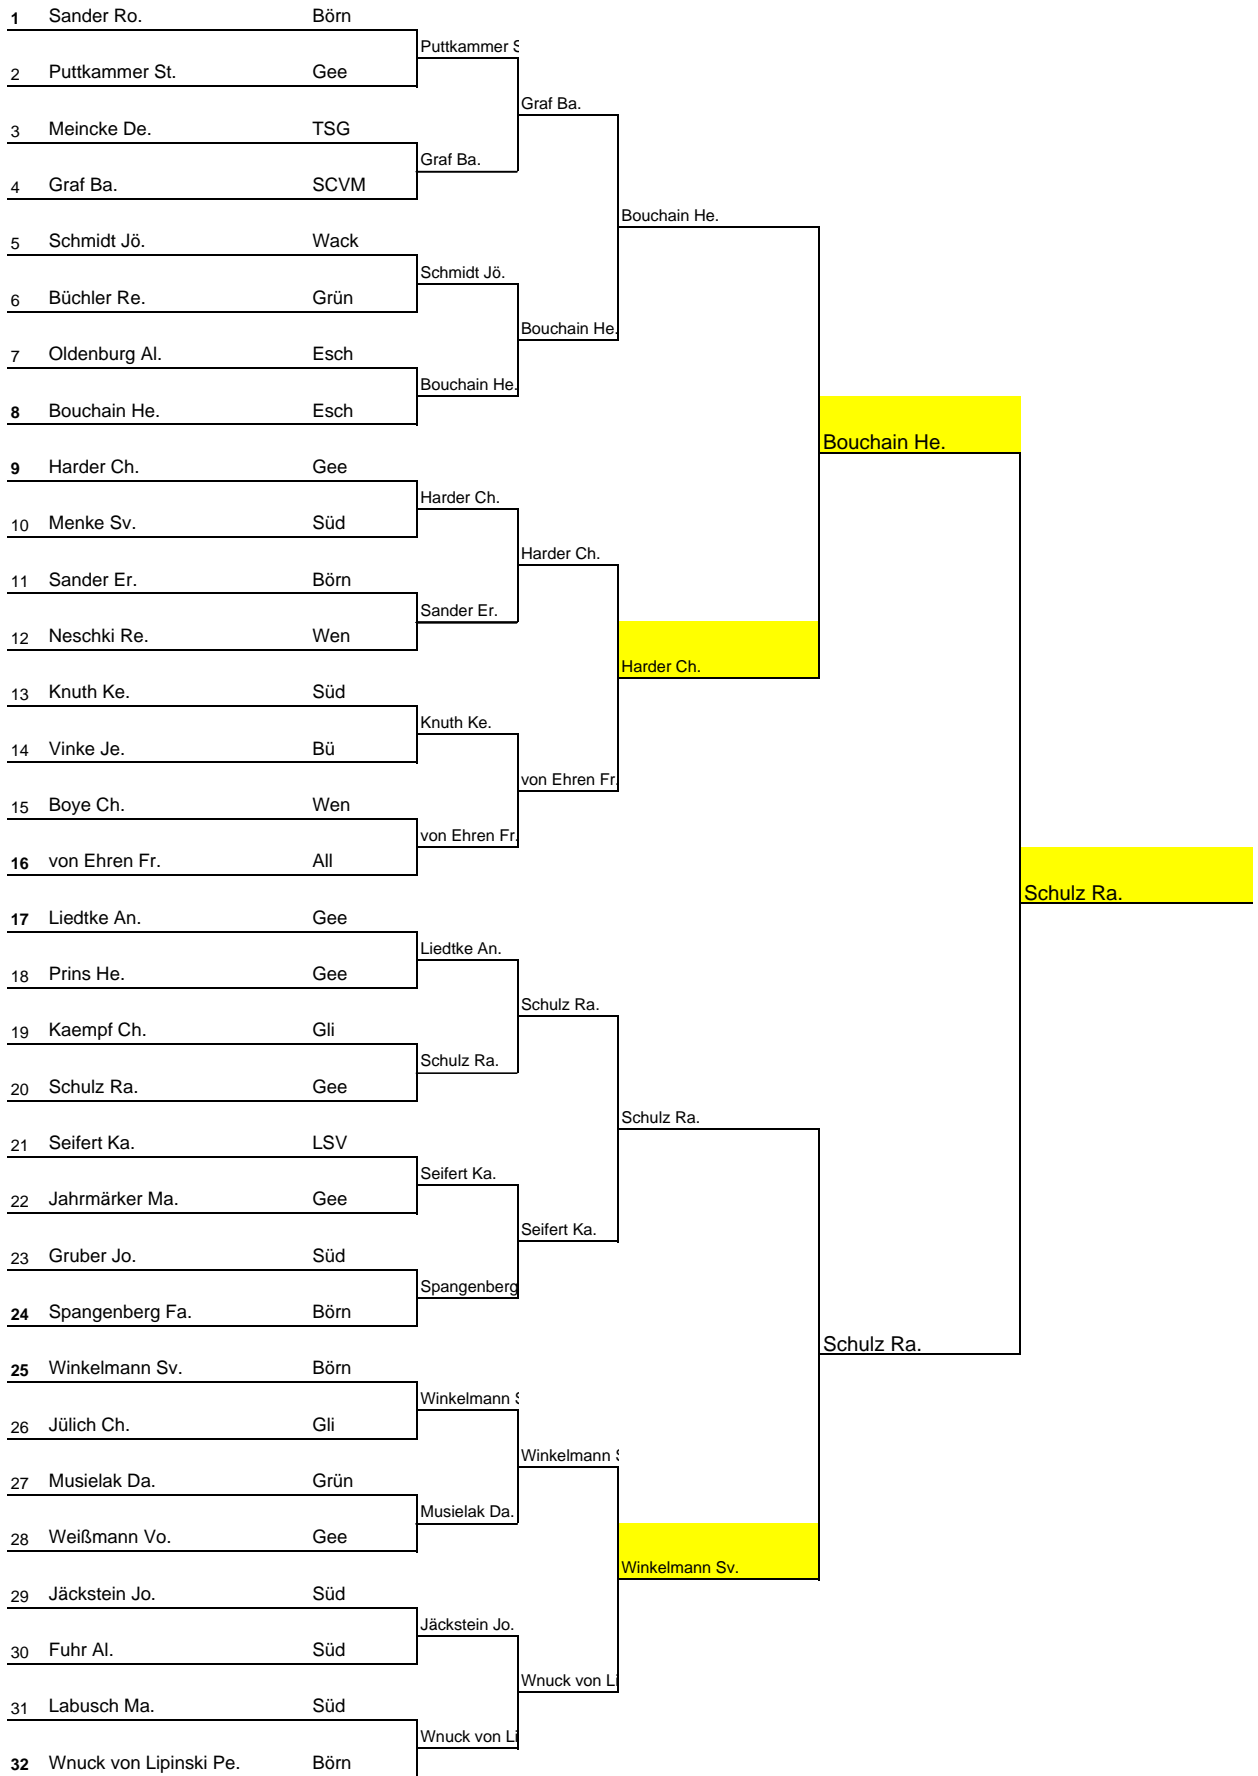 1 Sander Ro. Börn
Puttkammer S
2 Puttkammer St. Gee
Graf Ba.
3 Meincke De. TSG
Graf Ba.
4 Graf Ba. SCVM
Bouchain He.
5 Schmidt Jö. Wack
Schmidt Jö.
6 Büchler Re. Grün
Bouchain He.
7 Oldenburg Al. Esch
Bouchain He.
8 Bouchain He. Esch
Bouchain He.
9 Harder Ch. Gee
Harder Ch.
10 Menke Sv. Süd
Harder Ch.
11 Sander Er. Börn
Sander Er.
12 Neschki Re. Wen
Harder Ch.
13 Knuth Ke. Süd
Knuth Ke.
14 Vinke Je. Bü
von Ehren Fr.
15 Boye Ch. Wen
von Ehren Fr.
16 von Ehren Fr. All
Schulz Ra.
17 Liedtke An. Gee
Liedtke An.
18 Prins He. Gee
Schulz Ra.
19 Kaempf Ch. Gli
Schulz Ra.
20 Schulz Ra. Gee
Schulz Ra.
21 Seifert Ka. LSV
Seifert Ka.
22 Jahrmärker Ma. Gee
Seifert Ka.
23 Gruber Jo. Süd
Spangenberg
24 Spangenberg Fa. Börn
Schulz Ra.
25 Winkelmann Sv. Börn
Winkelmann S
26 Jülich Ch. Gli
Winkelmann S
27 Musielak Da. Grün
Musielak Da.
28 Weißmann Vo. Gee
Winkelmann Sv.
29 Jäckstein Jo. Süd
Jäckstein Jo.
30 Fuhr Al. Süd
Wnuck von Li
31 Labusch Ma. Süd
Wnuck von Li
32 Wnuck von Lipinski Pe. Börn